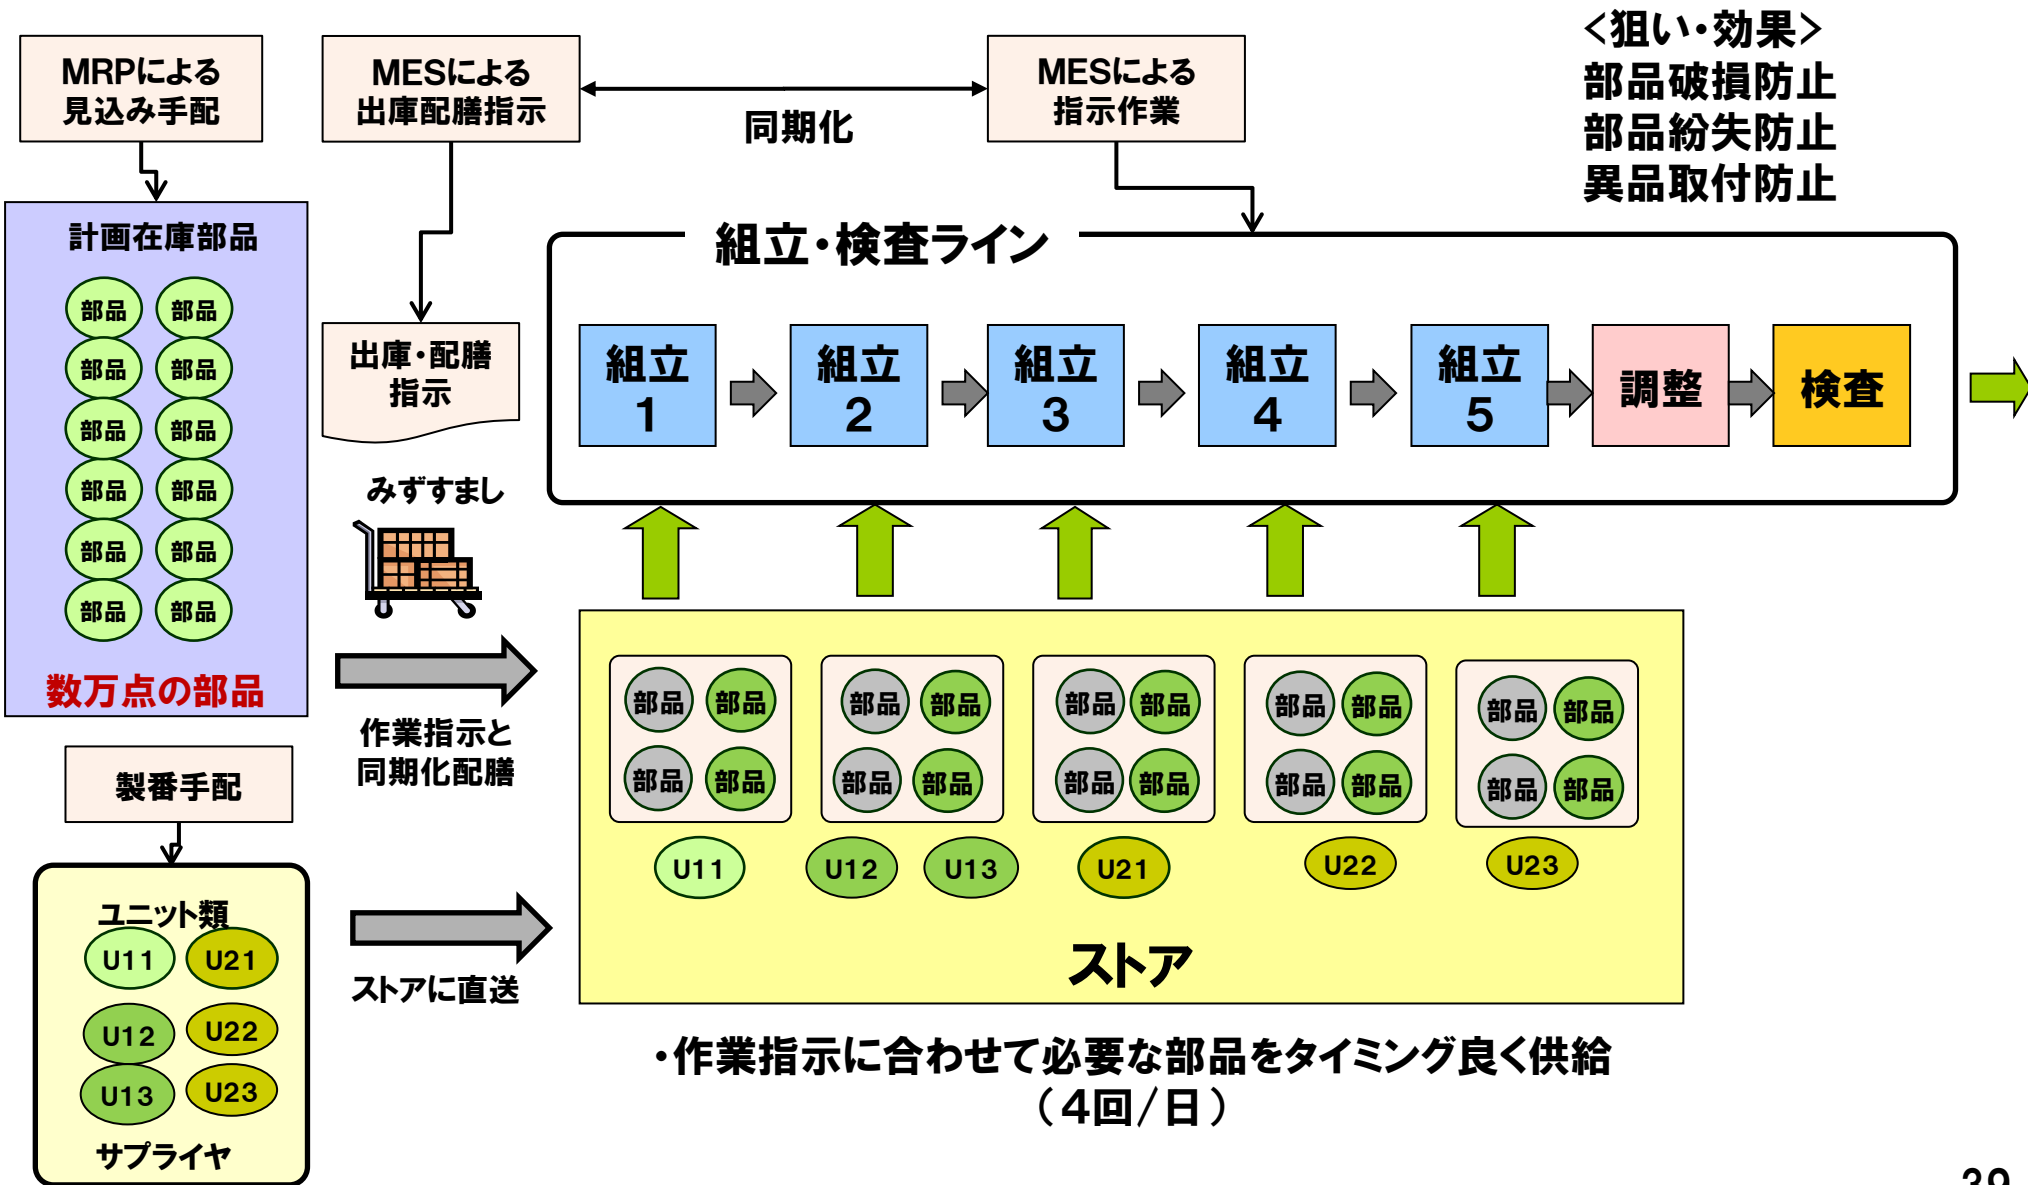 MRPによる
見込み手配
MESによる
出庫配膳指示
同期化
MESによる
指示作業
<狙い・効果>
部品破損防止
部品紛失防止
異品取付防止
計画在庫部品
部品 部品
部品 部品
部品 部品
部品 部品
部品 部品
部品 部品
数万点の部品
出庫・配膳
指示
みずすまし
作業指示と
同期化配膳
組立・検査ライン
組立
1
組立
2
組立
3
組立
4
組立
5
調整
検査
製番手配
ユニット類
U11 U21
U12 U22
U13 U23
サプライヤ
ストアに直送
部品 部品 部品 部品 部品 部品 部品 部品 部品 部品
部品 部品 部品 部品 部品 部品 部品 部品 部品 部品
U11 U12 U13 U21 U22 U23
ストア
・作業指示に合わせて必要な部品をタイミング良く供給
(4回/日)
39